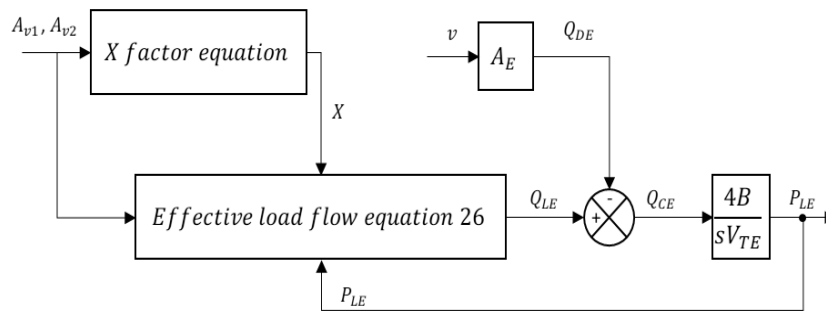 A_{v1}, A_{v2}
X factor equation
v
A_E
Q_{DE}
X
Effective load flow equation 26
Q_{LE}
-
+
Q_{CE}
4B
sV_{TE}
P_{LE}
P_{LE}